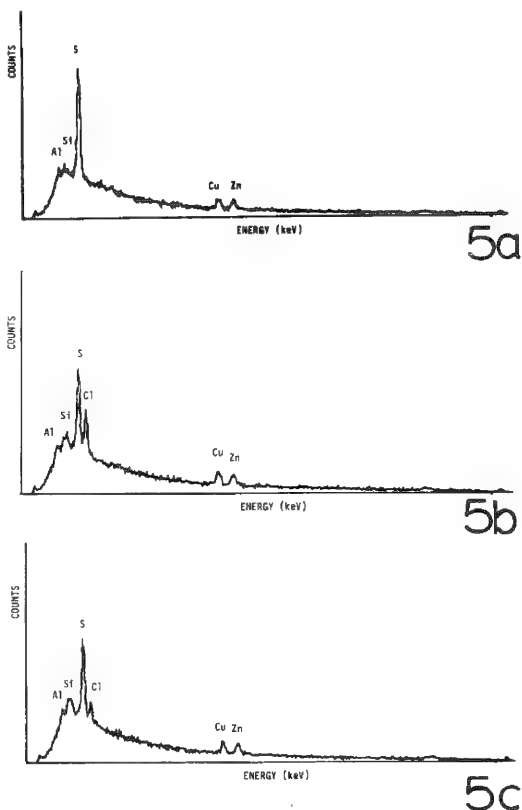 COUNTS
S
Si
Al
Cu Zn
ENERGY (keV)
5a
COUNTS
S
Cl
Si
Al
Cu Zn
ENERGY (keV)
5b
COUNTS
S
Si
Al
Cl
Cu Zn
ENERGY (keV)
5c